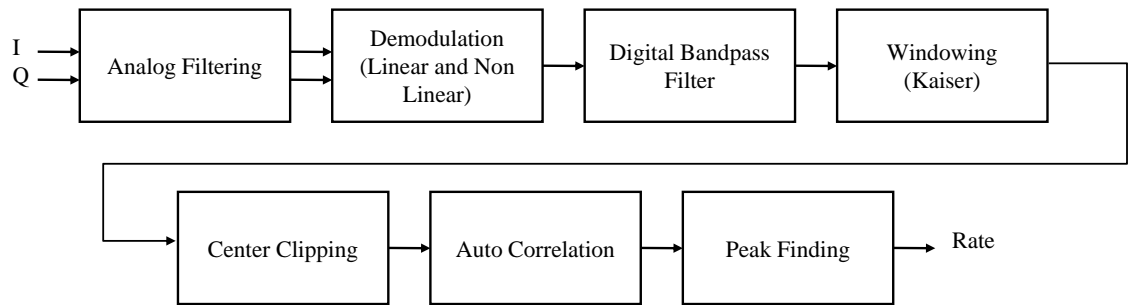 I
Q
Analog Filtering
Demodulation
(Linear and Non
Linear)
Digital Bandpass
Filter
Windowing
(Kaiser)
Center Clipping
Auto Correlation
Peak Finding
Rate